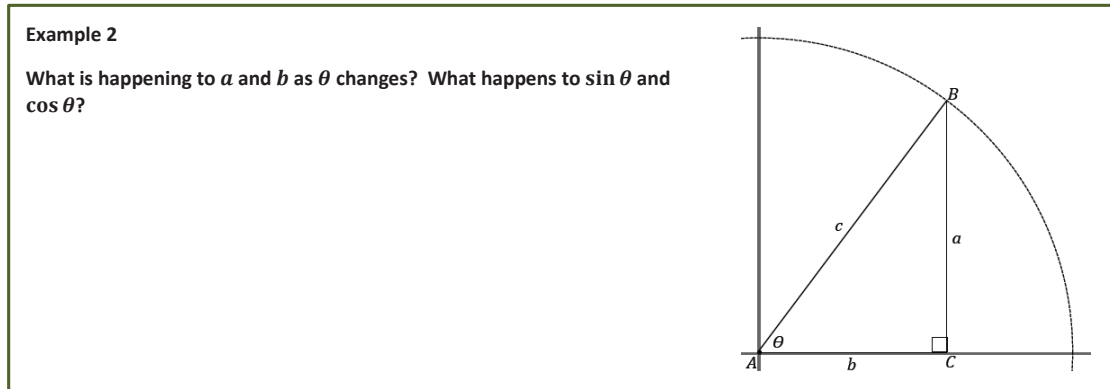 Example 2
What is happening to a and b as θ changes? What happens to sin θ and
cos θ?
B
c
a
θ
A
b
C